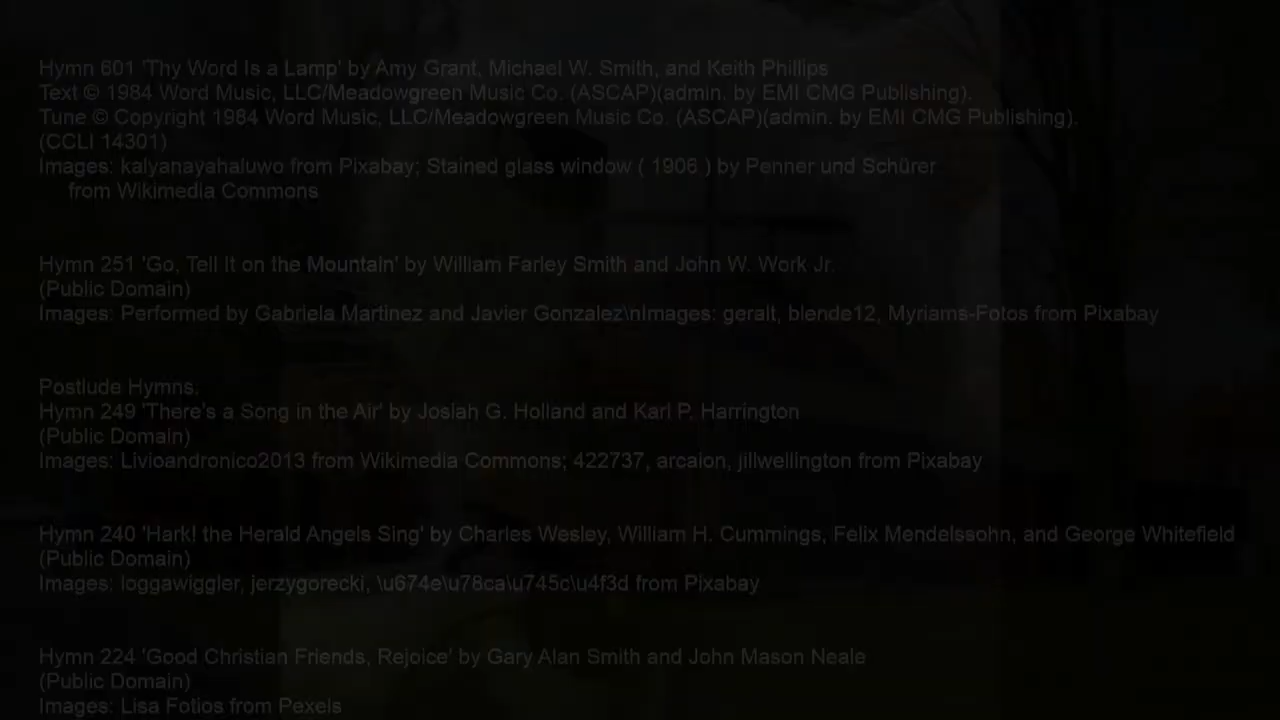 Hymn 601 'Thy Word Is a Lamp' by Amy Grant, Michael W. Smith, and Keith Phillips
Text © 1984 Word Music, LLC/Meadowgreen Music Co. (ASCAP)(admin. by EMI CMG Publishing).
Tune © Copyright 1984 Word Music, LLC/Meadowgreen Music Co. (ASCAP)(admin. by EMI CMG Publishing).
(CCLI 14301)
Images: kalyanayahaluwo from Pixabay; Stained glass window ( 1906 ) by Penner und Schürer
from Wikimedia Commons
Hymn 251 'Go, Tell It on the Mountain' by William Farley Smith and John W. Work Jr.
(Public Domain)
Images: Performed by Gabriela Martinez and Javier Gonzalez\nImages: geralt, blende12, Myriams-Fotos from Pixabay
Postlude Hymns.
Hymn 249 'There's a Song in the Air' by Josiah G. Holland and Karl P. Harrington
(Public Domain)
Images: Livioandronico2013 from Wikimedia Commons; 422737, arcaion, jillwellington from Pixabay
Hymn 240 'Hark! the Herald Angels Sing' by Charles Wesley, William H. Cummings, Felix Mendelssohn, and George Whitefield
(Public Domain)
Images: loggawiggler, jerzygorecki, \u674e\u78ca\u745c\u4f3d from Pixabay
Hymn 224 'Good Christian Friends, Rejoice' by Gary Alan Smith and John Mason Neale
(Public Domain)
Images: Lisa Fotios from Pexels